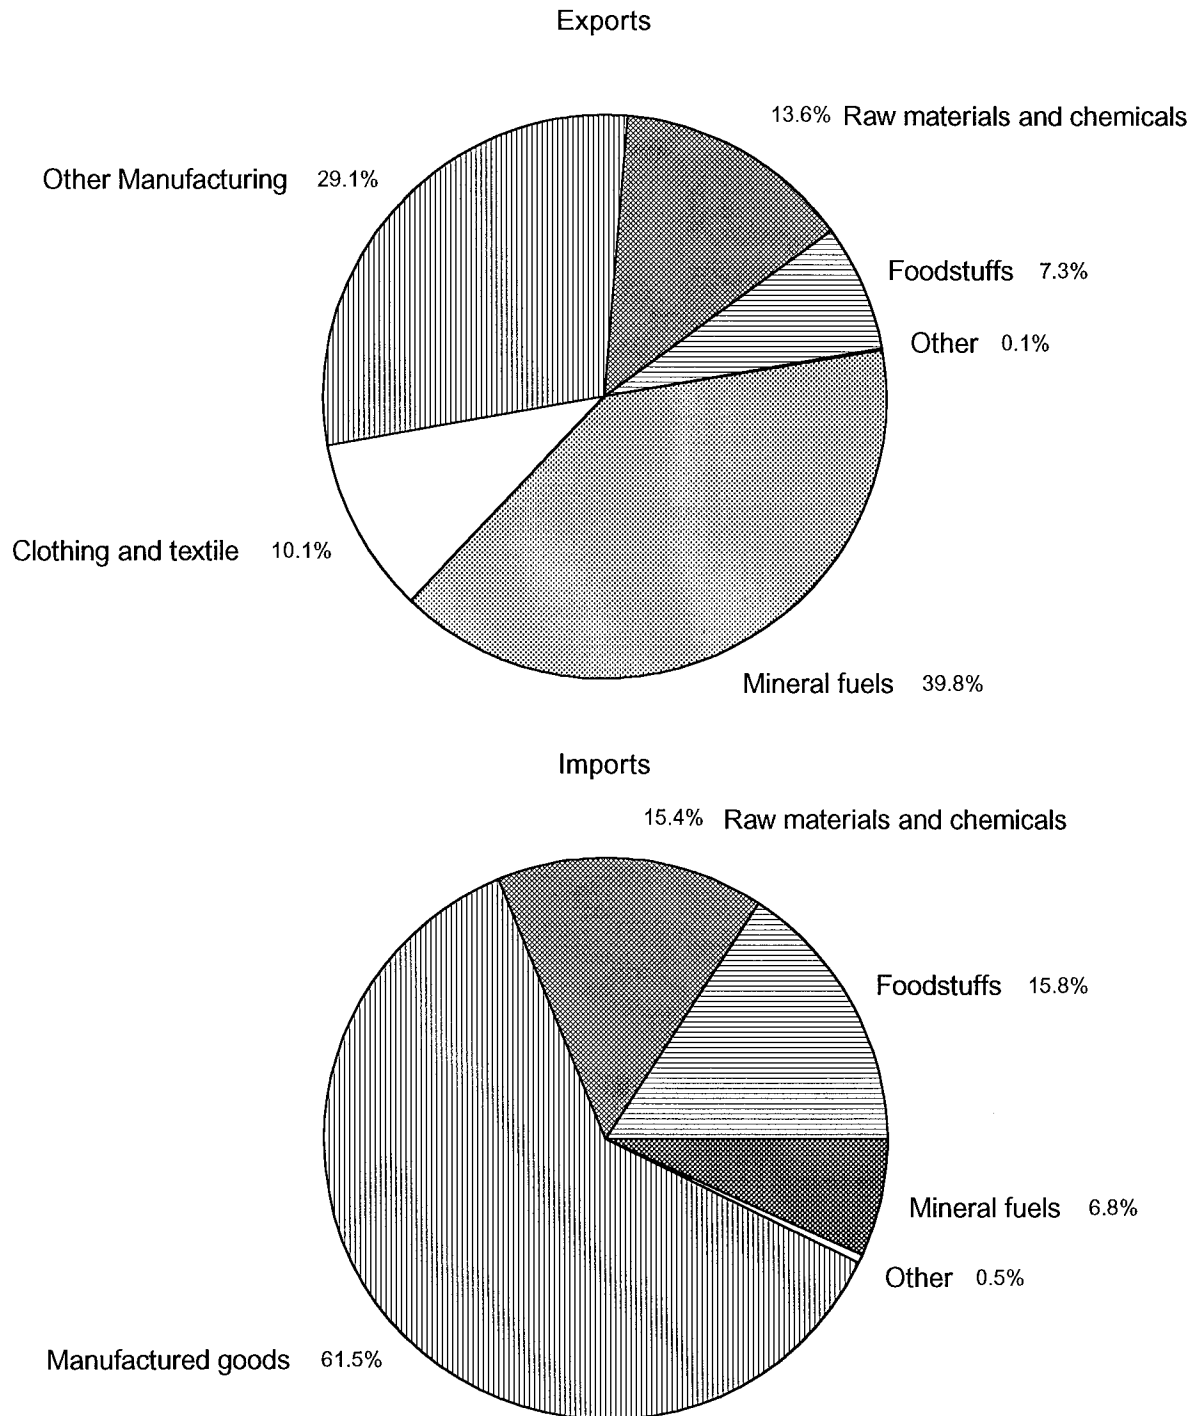 Exports
13.6% Raw materials and chemicals
Other Manufacturing 29.1%
Foodstuffs 7.3%
Other 0.1%
Clothing and textile 10.1%
Mineral fuels 39.8%
Imports
15.4% Raw materials and chemicals
Foodstuffs 15.8%
Mineral fuels 6.8%
Other 0.5%
Manufactured goods 61.5%